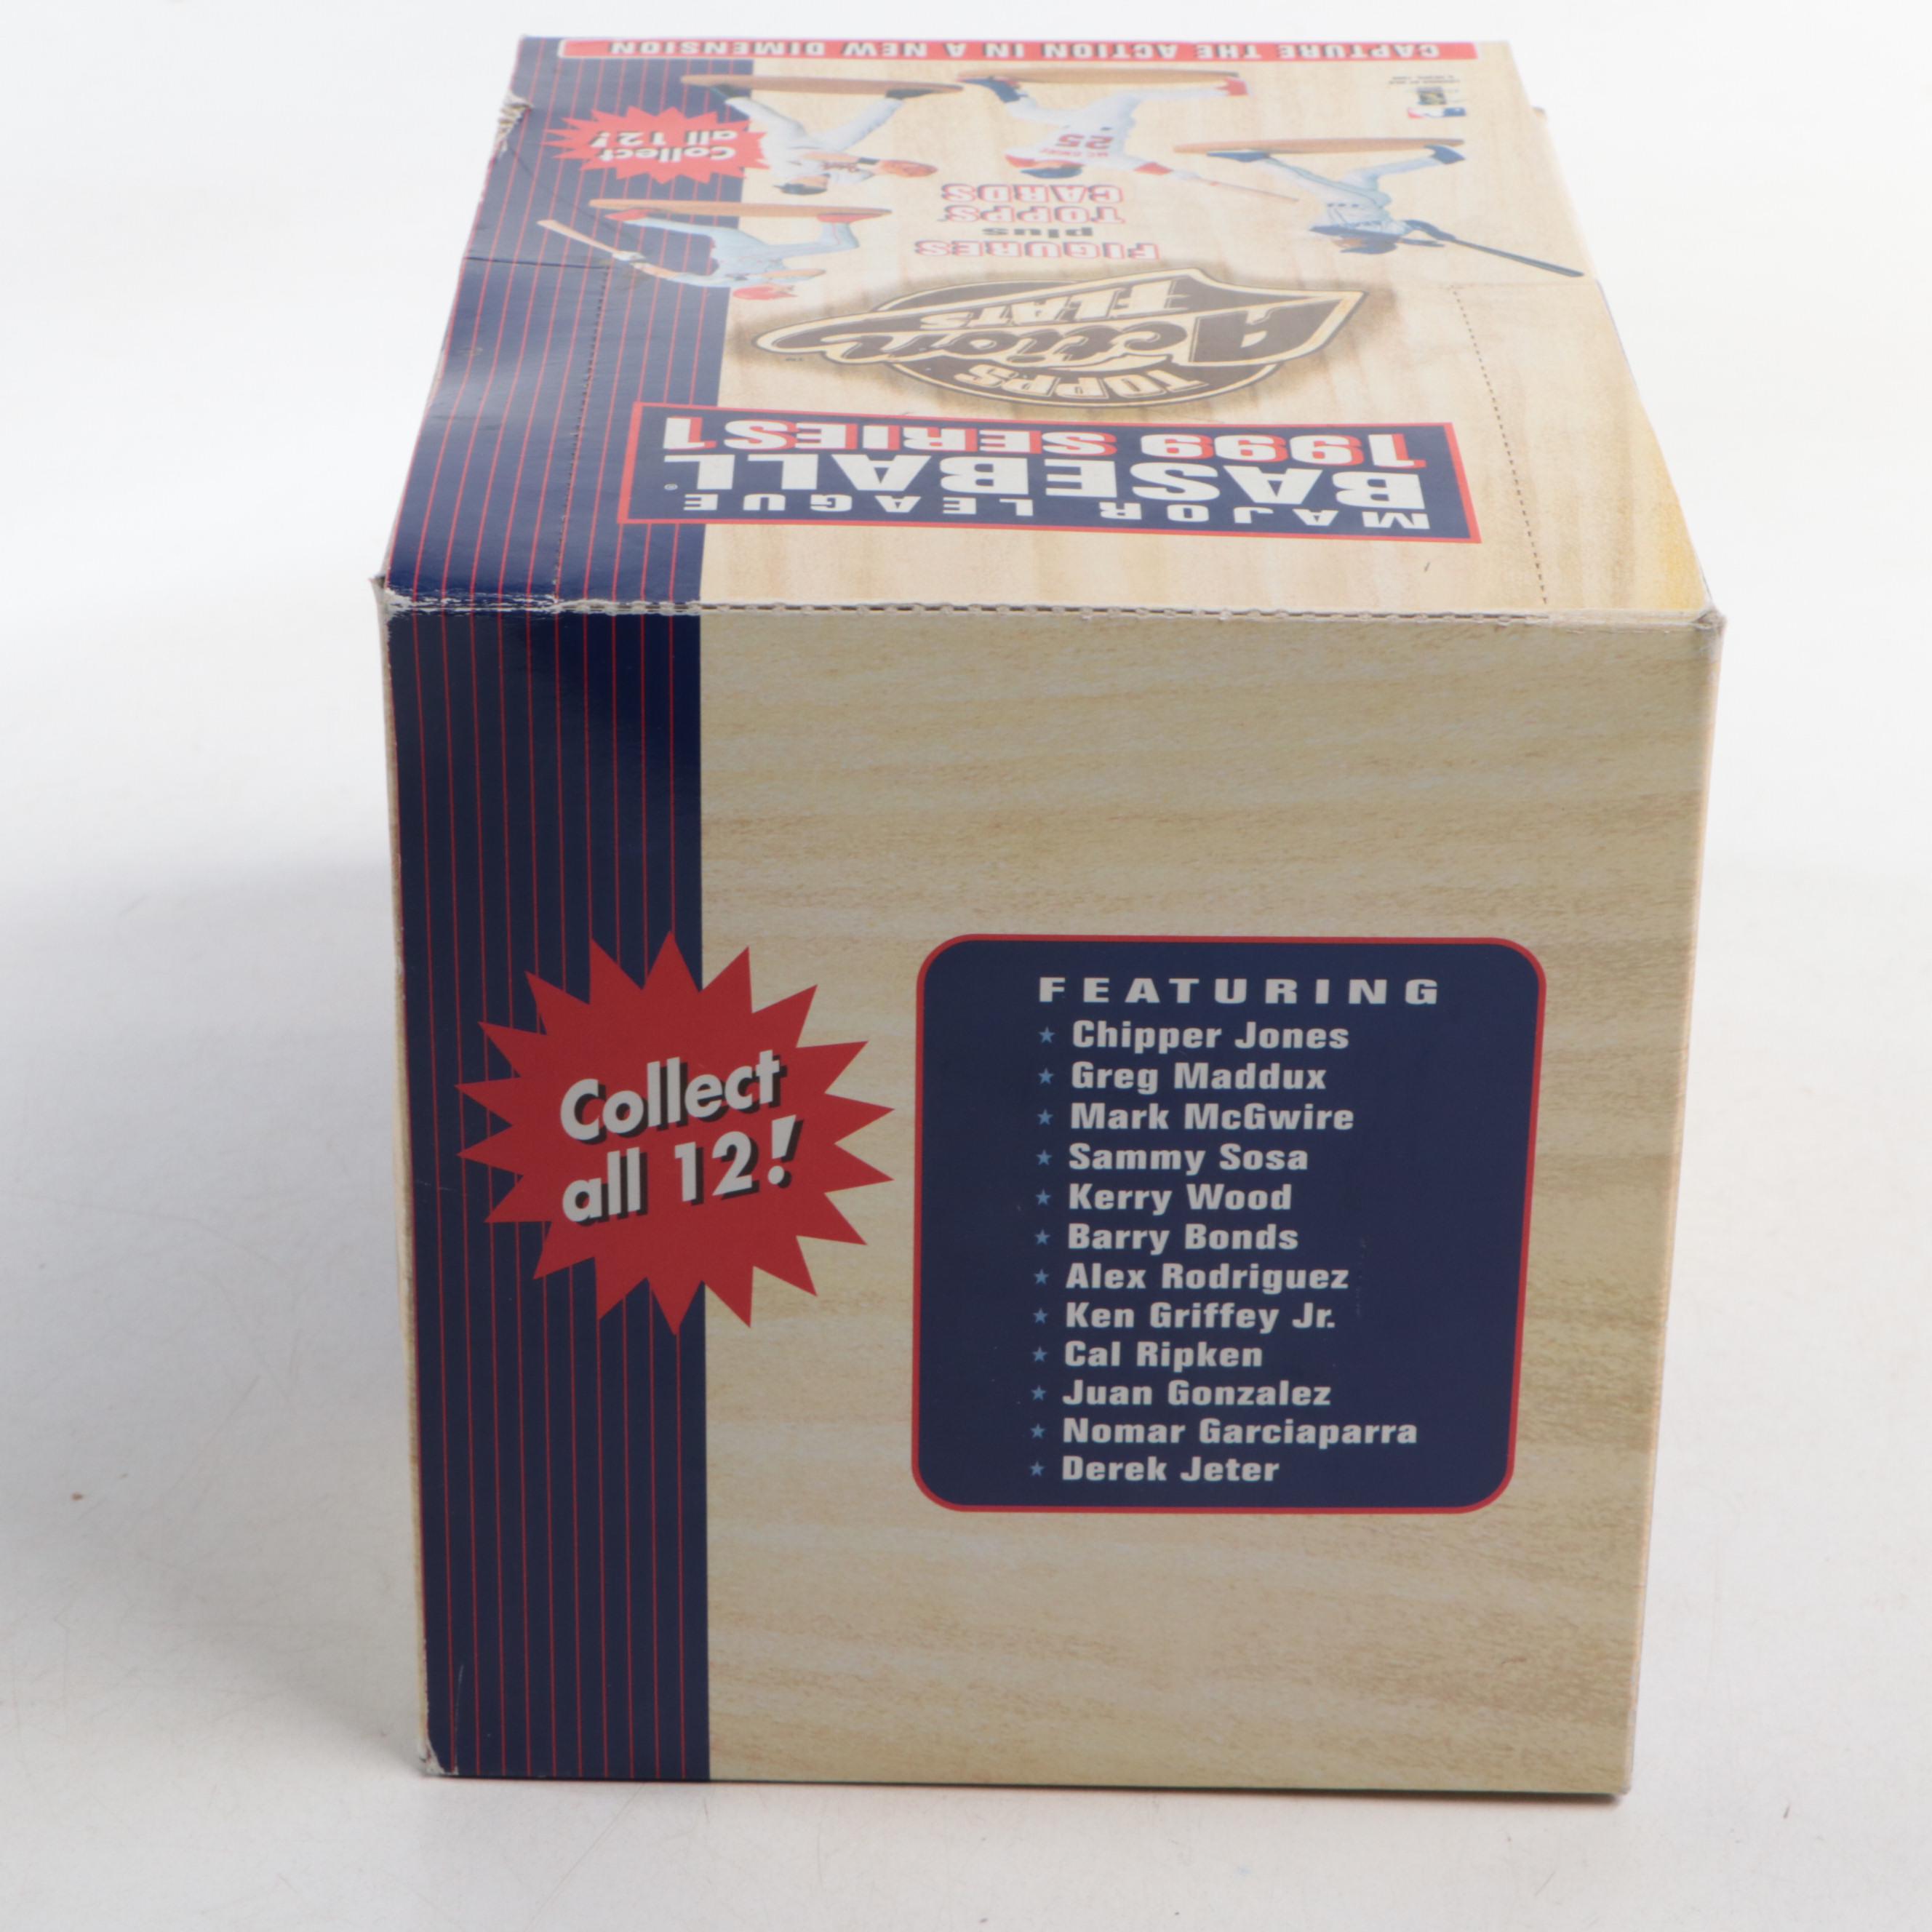 CAPTURE THE ACTION IN A NEW DIMENSION
Collect
all 12!
25
FIGURES
plus
TOPPS
CARDS
TOPPS
Action
FLATS
™
MAJOR LEAGUE
BASEBALL®
1999 SERIES 1
Collect
all 12!
FEATURING
★ Chipper Jones
★ Greg Maddux
★ Mark McGwire
★ Sammy Sosa
★ Kerry Wood
★ Barry Bonds
★ Alex Rodriguez
★ Ken Griffey Jr.
★ Cal Ripken
★ Juan Gonzalez
★ Nomar Garciaparra
★ Derek Jeter